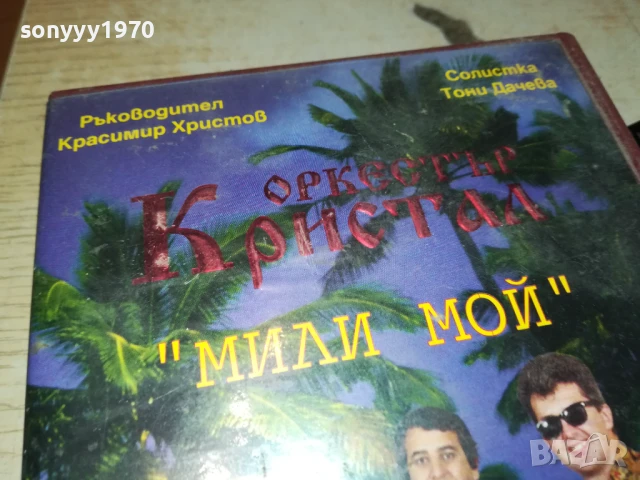 sonyyy1970
Ръководител
Красимир Христов
Солистка
Тони Дачева
ОРКЕСТЪР
Кристал
"МИЛИ МОЙ"
BAZAR